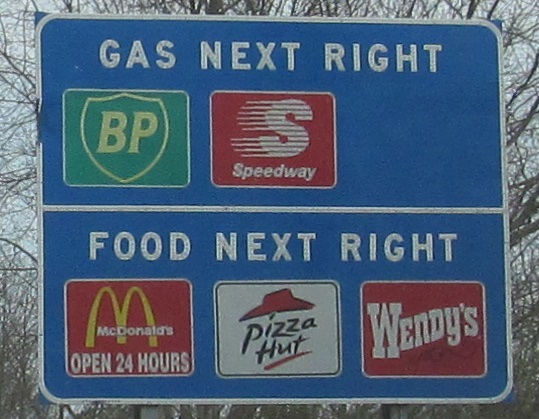 GAS NEXT RIGHT
BP
S
Speedway
FOOD NEXT RIGHT
McDonald's
OPEN 24 HOURS
Pizza
Hut
WENDY'S